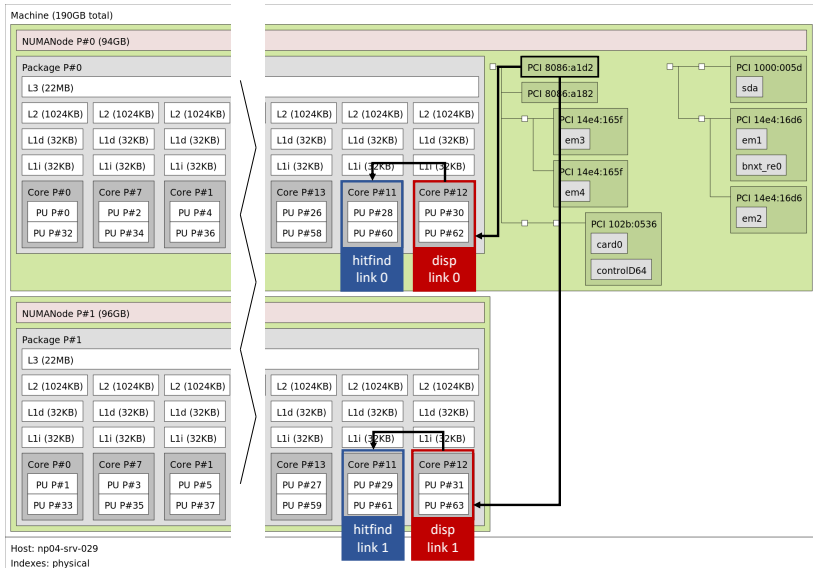 Machine (190GB total)
NUMANode P#0 (94GB)
Package P#0
L3 (22MB)
L2 (1024KB) L2 (1024KB) L2 (1024KB) L2 (1024KB) L2 (1024KB) L2 (1024KB)
L1d (32KB) L1d (32KB) L1d (32KB) L1d (32KB) L1d (32KB) L1d (32KB)
L1i (32KB) L1i (32KB) L1i (32KB) L1i (32KB) L1i (32KB) L1i (32KB)
Core P#0 Core P#7 Core P#1 Core P#13 Core P#11 Core P#12
PU P#0 PU P#2 PU P#4 PU P#26 PU P#28 PU P#30
PU P#32 PU P#34 PU P#36 PU P#58 PU P#60 PU P#62
hitfind
link 0
disp
link 0
PCI 8086:a1d2
PCI 8086:a182
PCI 14e4:165f
em3
PCI 14e4:165f
em4
PCI 102b:0536
card0
controlD64
PCI 1000:005d
sda
PCI 14e4:16d6
em1
bnxt_re0
PCI 14e4:16d6
em2
NUMANode P#1 (96GB)
Package P#1
L3 (22MB)
L2 (1024KB) L2 (1024KB) L2 (1024KB) L2 (1024KB) L2 (1024KB) L2 (1024KB)
L1d (32KB) L1d (32KB) L1d (32KB) L1d (32KB) L1d (32KB) L1d (32KB)
L1i (32KB) L1i (32KB) L1i (32KB) L1i (32KB) L1i (32KB) L1i (32KB)
Core P#0 Core P#7 Core P#1 Core P#13 Core P#11 Core P#12
PU P#1 PU P#3 PU P#5 PU P#27 PU P#29 PU P#31
PU P#33 PU P#35 PU P#37 PU P#59 PU P#61 PU P#63
hitfind
link 1
disp
link 1
Host: np04-srv-029
Indexes: physical